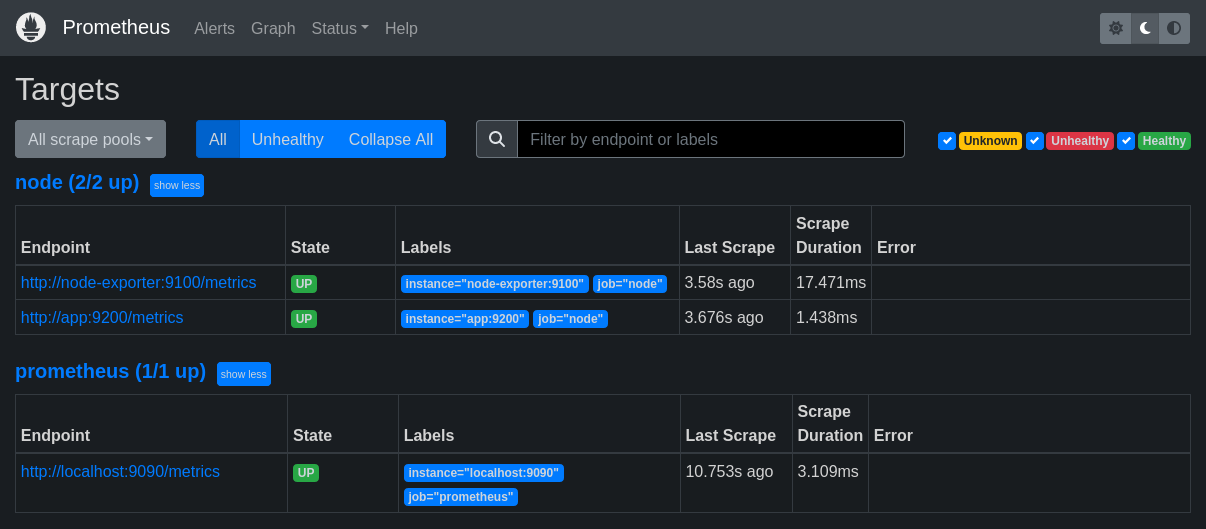 Prometheus Alerts Graph Status Help
Targets
All scrape pools All Unhealthy Collapse All Filter by endpoint or labels Unknown Unhealthy Healthy
node (2/2 up) show less
Endpoint State Labels Last Scrape Scrape Duration Error
http://node-exporter:9100/metrics UP instance="node-exporter:9100" job="node" 3.58s ago 17.471ms
http://app:9200/metrics UP instance="app:9200" job="node" 3.676s ago 1.438ms
prometheus (1/1 up) show less
Endpoint State Labels Last Scrape Scrape Duration Error
http://localhost:9090/metrics UP instance="localhost:9090" 10.753s ago 3.109ms
job="prometheus"